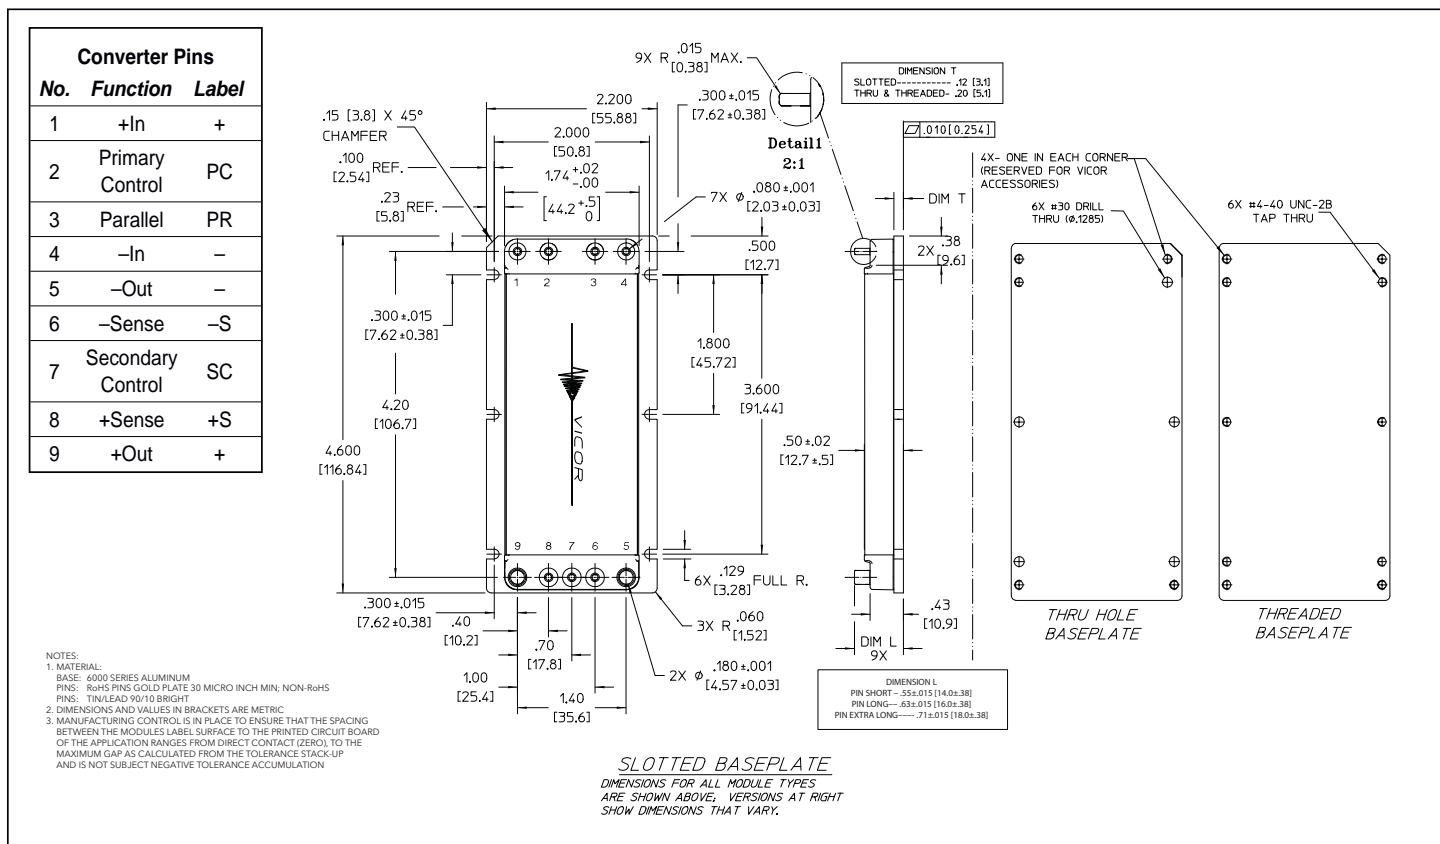 Converter Pins
No. Function Label
1 +In +
2 Primary Control PC
3 Parallel PR
4 –In –
5 –Out –
6 –Sense –S
7 Secondary Control SC
8 +Sense +S
9 +Out +
9X R .015 [0.38] MAX.
DIMENSION T
SLOTTED----------- .12 [3.1]
THRU & THREADED- .20 [5.1]
2.200
[55.88]
.300 ±.015
[7.62 ±0.38]
.15 [3.8] X 45°
CHAMFER
2.000
[50.8]
Detail1
2:1
.010[0.254]
.100
[2.54] REF.
1.74 +.02 -.00
[44.2 +.5 0]
4X- ONE IN EACH CORNER
(RESERVED FOR VICOR
ACCESSORIES)
.23
[5.8] REF.
7X Ø .080 ±.001
[2.03 ±0.03]
DIM T
6X #30 DRILL
THRU (Ø.1285)
6X #4-40 UNC-2B
TAP THRU
.500
[12.7]
2X .38
[9.6]
1 2 3 4
.300 ±.015
[7.62 ±0.38]
1.800
[45.72]
3.600
[91.44]
4.20
[106.7]
VICOR
.50 ±.02
[12.7 ±.5]
4.600
[116.84]
9 8 7 6 5
6X .129
[3.28] FULL R.
.300 ±.015
[7.62 ±0.38]
.40
[10.2]
3X R .060
[1.52]
.43
[10.9]
THRU HOLE
BASEPLATE
THREADED
BASEPLATE
.70
[17.8]
DIM L
9X
1.00
[25.4]
2X Ø .180 ±.001
[4.57 ±0.03]
1.40
[35.6]
DIMENSION L
PIN SHORT – .55±.015 [14.0±.38]
PIN LONG--- .63±.015 [16.0±.38]
PIN EXTRA LONG---- .71±.015 [18.0±.38]
NOTES:
1. MATERIAL:
BASE: 6000 SERIES ALUMINUM
PINS: RoHS PINS GOLD PLATE 30 MICRO INCH MIN; NON-RoHS
PINS: TIN/LEAD 90/10 BRIGHT
2. DIMENSIONS AND VALUES IN BRACKETS ARE METRIC
3. MANUFACTURING CONTROL IS IN PLACE TO ENSURE THAT THE SPACING
BETWEEN THE MODULES LABEL SURFACE TO THE PRINTED CIRCUIT BOARD
OF THE APPLICATION RANGES FROM DIRECT CONTACT (ZERO), TO THE
MAXIMUM GAP AS CALCULATED FROM THE TOLERANCE STACK-UP
AND IS NOT SUBJECT NEGATIVE TOLERANCE ACCUMULATION
SLOTTED BASEPLATE
DIMENSIONS FOR ALL MODULE TYPES
ARE SHOWN ABOVE; VERSIONS AT RIGHT
SHOW DIMENSIONS THAT VARY.